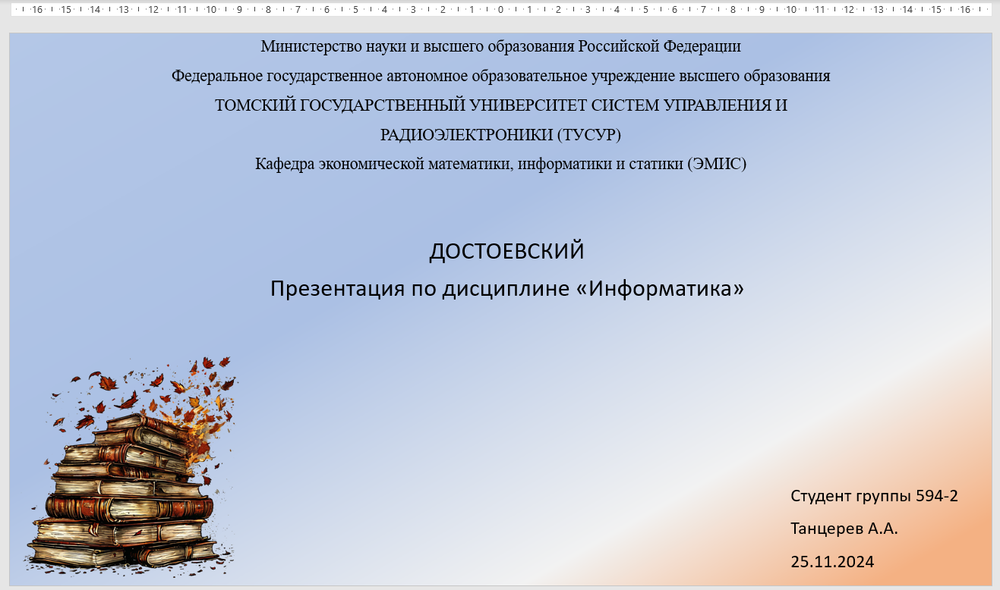 16 15 14 13 12 11 10 9 8 7 6 5 4 3 2 1 0 1 2 3 4 5 6 7 8 9 10 11 12 13 14 15 16
Министерство науки и высшего образования Российской Федерации
Федеральное государственное автономное образовательное учреждение высшего образования
ТОМСКИЙ ГОСУДАРСТВЕННЫЙ УНИВЕРСИТЕТ СИСТЕМ УПРАВЛЕНИЯ И
РАДИОЭЛЕКТРОНИКИ (ТУСУР)
Кафедра экономической математики, информатики и статики (ЭМИС)
ДОСТОЕВСКИЙ
Презентация по дисциплине «Информатика»
Студент группы 594-2
Танцерев А.А.
25.11.2024